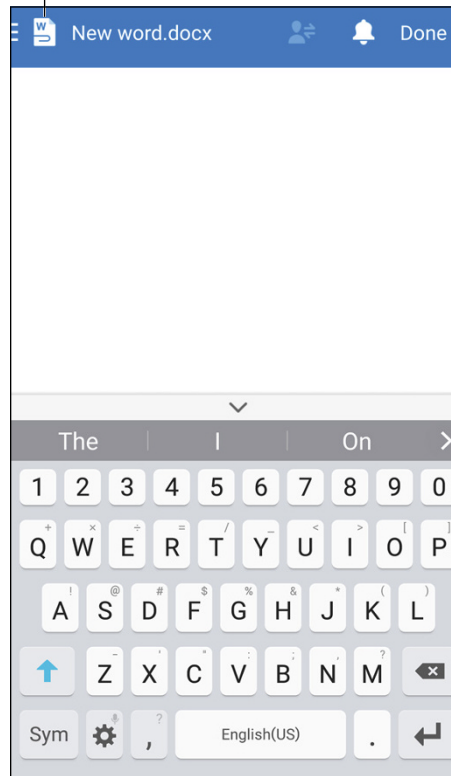 W New word.docx Done
The I On
1 2 3 4 5 6 7 8 9 0
+ × ÷ = / _ < > [ ]
Q W E R T Y U I O P
! @ # $ % & * ( )
A S D F G H J K L
- ' " : ; , ?
Z X C V B N M
Sym , ? English(US) .